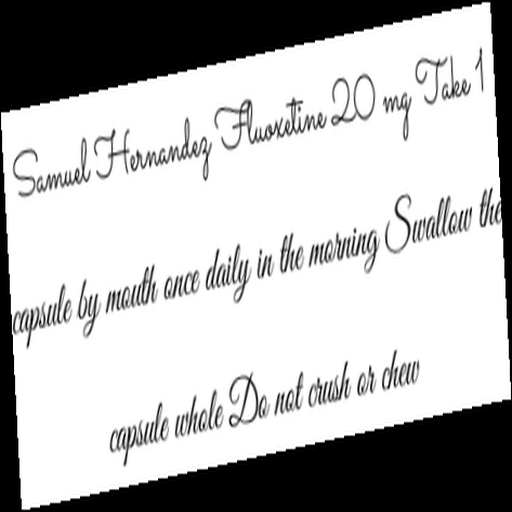 Samuel Hernandez Fluoxetine 20 mg Take 1
capsule by mouth once daily in the morning Swallow the
capsule whole Do not crush or chew